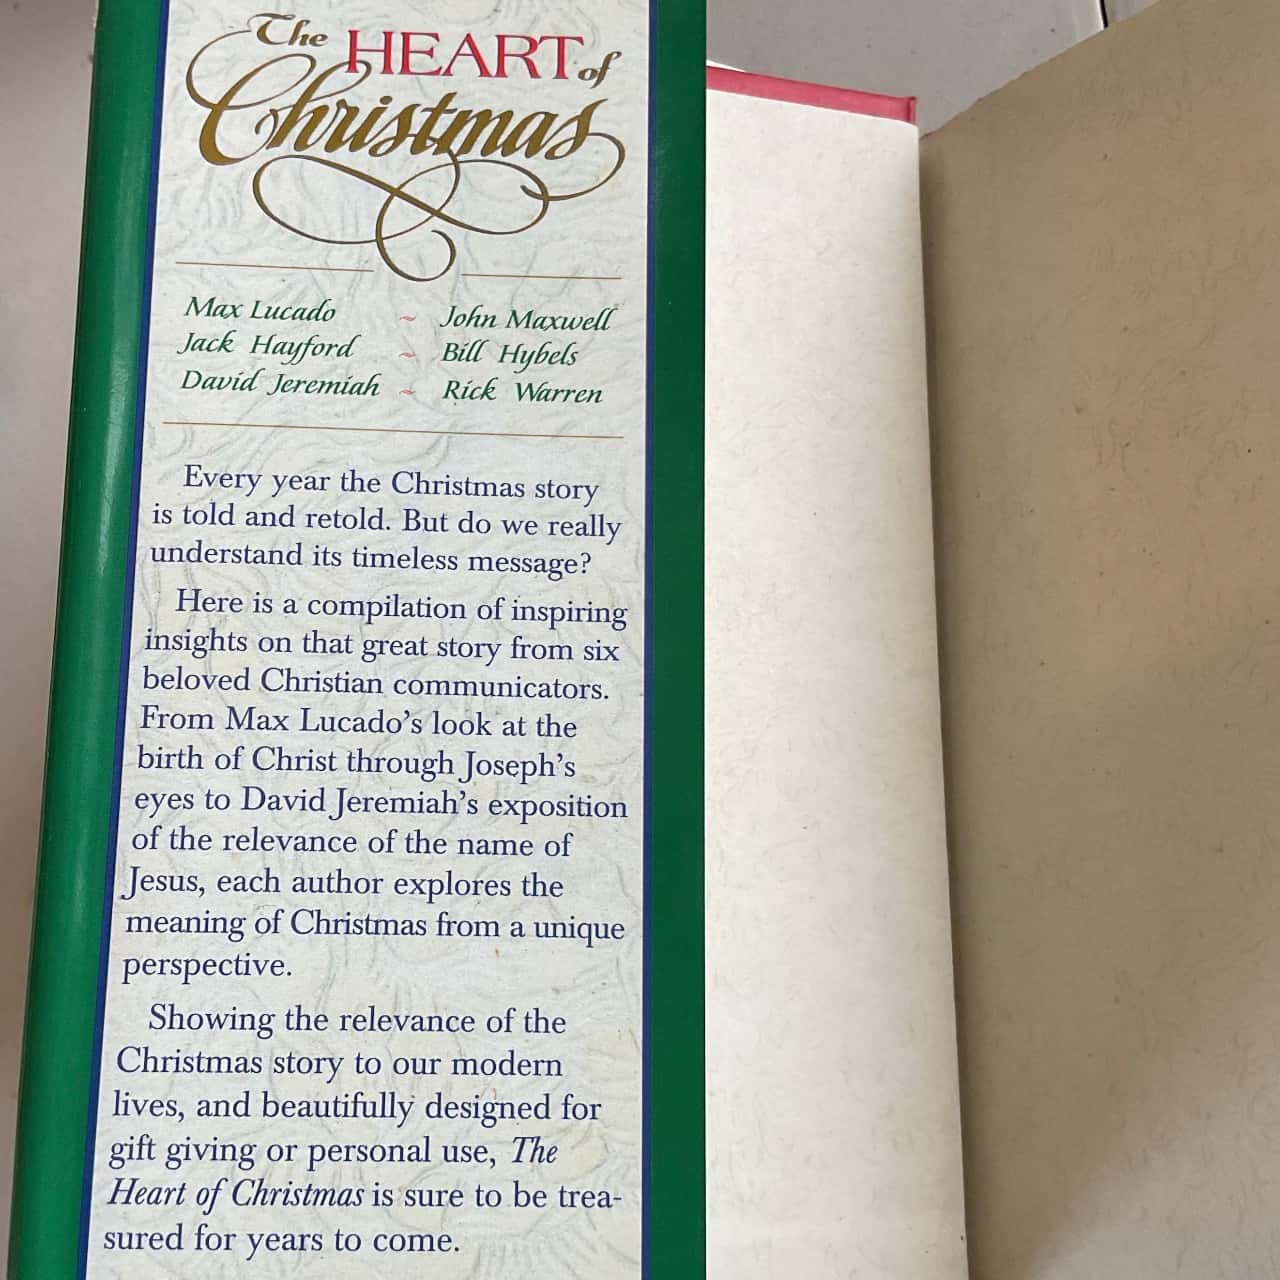 The HEART of
Christmas
Max Lucado ~ John Maxwell
Jack Hayford ~ Bill Hybels
David Jeremiah ~ Rick Warren
Every year the Christmas story
is told and retold. But do we really
understand its timeless message?
Here is a compilation of inspiring
insights on that great story from six
beloved Christian communicators.
From Max Lucado's look at the
birth of Christ through Joseph's
eyes to David Jeremiah's exposition
of the relevance of the name of
Jesus, each author explores the
meaning of Christmas from a unique
perspective.
Showing the relevance of the
Christmas story to our modern
lives, and beautifully designed for
gift giving or personal use, The
Heart of Christmas is sure to be trea-
sured for years to come.